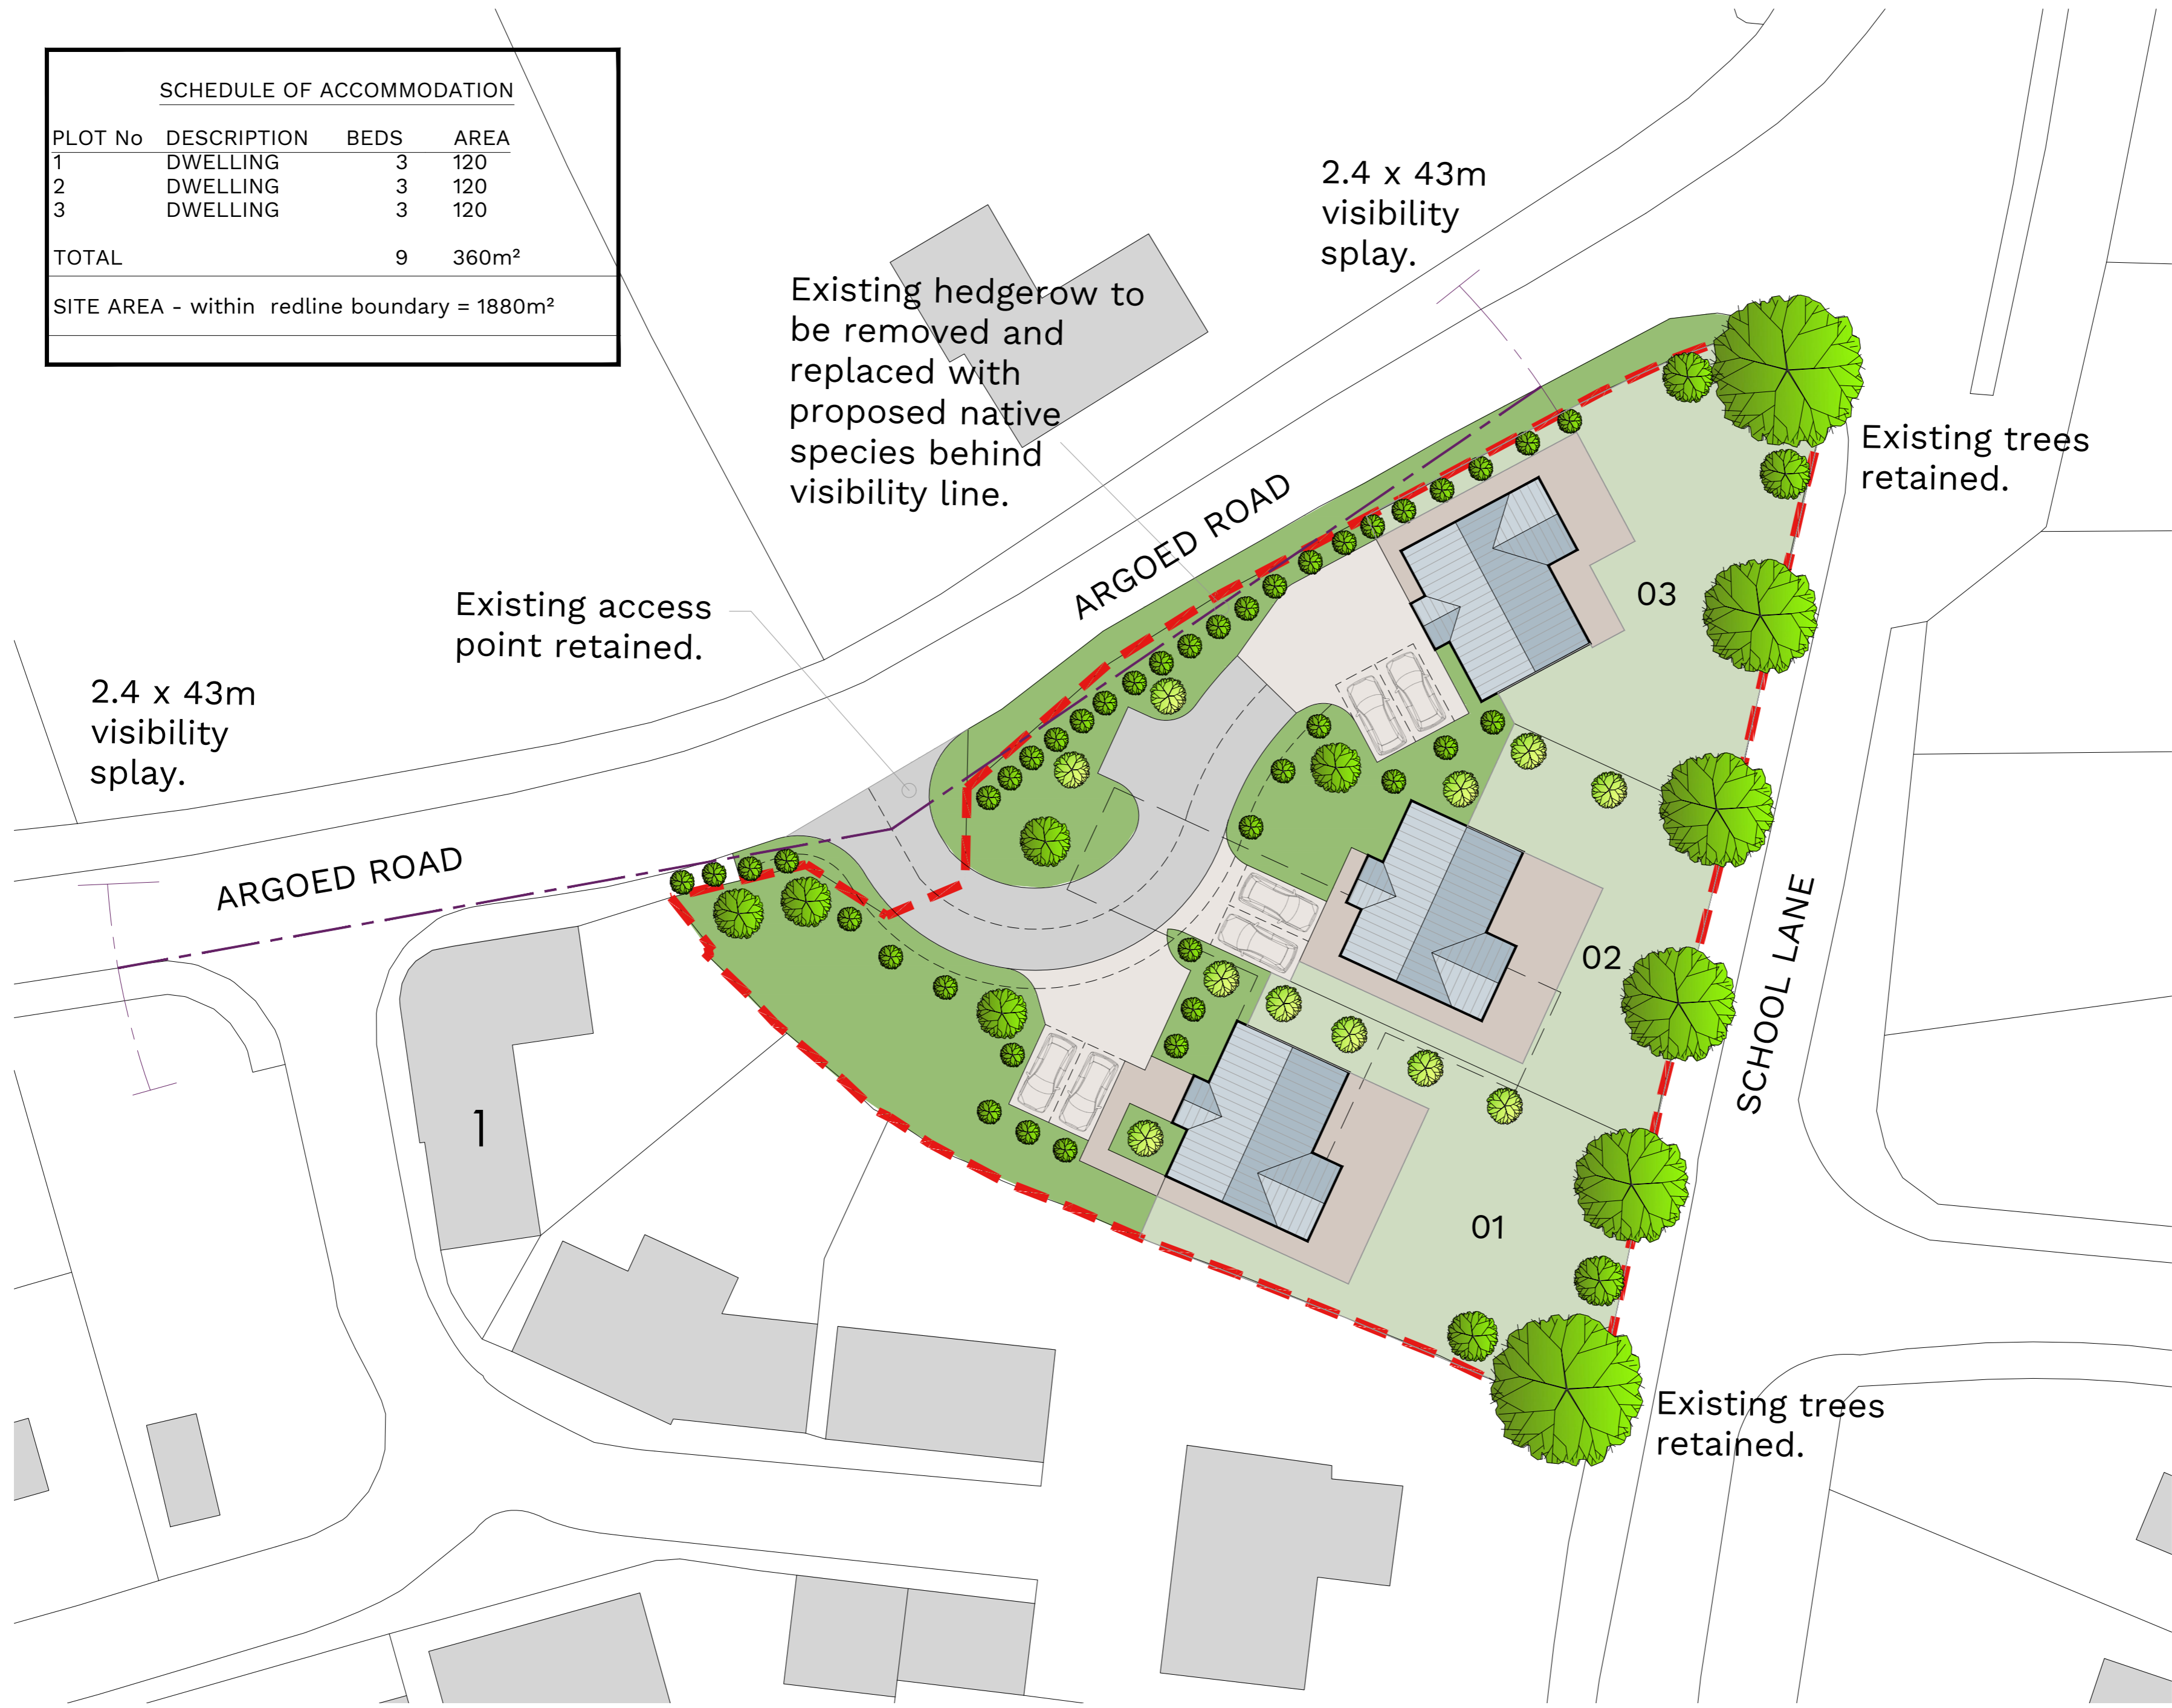 SCHEDULE OF ACCOMMODATION
PLOT No DESCRIPTION BEDS AREA
1 DWELLING 3 120
2 DWELLING 3 120
3 DWELLING 3 120
TOTAL 9 360m²
SITE AREA - within redline boundary = 1880m²
2.4 x 43m
visibility
splay.
Existing hedgerow to
be removed and
replaced with
proposed native
species behind
visibility line.
Existing trees
retained.
ARGOED ROAD
03
Existing access
point retained.
2.4 x 43m
visibility
splay.
ARGOED ROAD
02
SCHOOL LANE
1
01
Existing trees
retained.